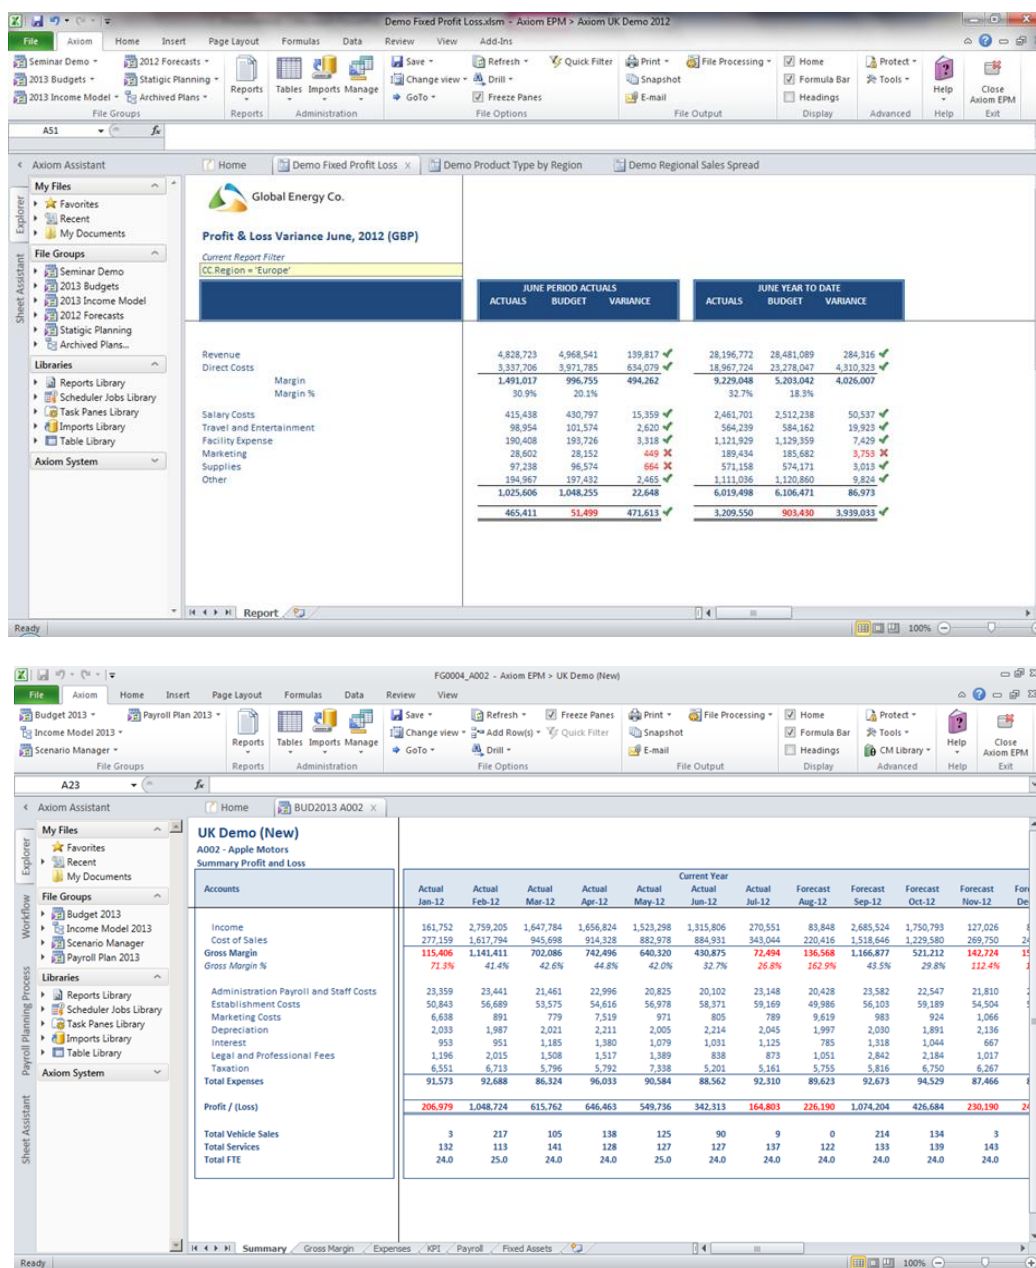 Demo Fixed Profit Loss.xlsm - Axiom EPM > Axiom UK Demo 2012
File Axiom Home Insert Page Layout Formulas Data Review View Add-Ins
Seminar Demo 2012 Forecasts Save Refresh Quick Filter Print File Processing Home
2013 Budgets Statigic Planning Reports Tables Imports Manage Change view Drill Snapshot Formula Bar Tools Help Close Axiom EPM
2013 Income Model Archived Plans GoTo Freeze Panes E-mail Headings
File Groups Reports Administration File Options File Output Display Advanced Help Exit
A51 fx
Axiom Assistant Home Demo Fixed Profit Loss Demo Product Type by Region Demo Regional Sales Spread
Explorer
Sheet Assistant
My Files
Favorites
Recent
My Documents
File Groups
Seminar Demo
2013 Budgets
2013 Income Model
2012 Forecasts
Statigic Planning
Archived Plans...
Libraries
Reports Library
Scheduler Jobs Library
Task Panes Library
Imports Library
Table Library
Axiom System
Global Energy Co.
Profit & Loss Variance June, 2012 (GBP)
Current Report Filter
CC.Region = 'Europe'
JUNE PERIOD ACTUALS JUNE YEAR TO DATE
ACTUALS BUDGET VARIANCE ACTUALS BUDGET VARIANCE
Revenue 4,828,723 4,968,541 139,817 28,196,772 28,481,089 284,316
Direct Costs 3,337,706 3,971,785 634,079 18,967,724 23,278,047 4,310,323
Margin 1,491,017 996,755 494,262 9,229,048 5,203,042 4,026,007
Margin % 30.9% 20.1% 32.7% 18.3%
Salary Costs 415,438 430,797 15,359 2,461,701 2,512,238 50,537
Travel and Entertainment 98,954 101,574 2,620 564,239 584,162 19,923
Facility Expense 190,408 193,726 3,318 1,121,929 1,129,359 7,429
Marketing 28,602 28,152 449 189,434 185,682 3,753
Supplies 97,238 96,574 664 571,158 574,171 3,013
Other 194,967 197,432 2,465 1,111,036 1,120,860 9,824
1,025,606 1,048,255 22,648 6,019,498 6,106,471 86,973
465,411 51,499 471,613 3,209,550 903,430 3,939,033
Report
Ready 100%
FG0004_A002 - Axiom EPM > UK Demo (New)
File Axiom Home Insert Page Layout Formulas Data Review View
Budget 2013 Payroll Plan 2013 Save Refresh Freeze Panes Print File Processing Home Protect
Income Model 2013 Reports Tables Imports Manage Change view Add Row(s) Quick Filter Snapshot Formula Bar Tools Help Close Axiom EPM
Scenario Manager GoTo Drill E-mail Headings CM Library
File Groups Reports Administration File Options File Output Display Advanced Help Exit
A23 fx
Axiom Assistant Home BUD2013 A002
Explorer
Workflow
Payroll Planning Process
Sheet Assistant
My Files
Favorites
Recent
My Documents
File Groups
Budget 2013
Income Model 2013
Scenario Manager
Payroll Plan 2013
Libraries
Reports Library
Scheduler Jobs Library
Task Panes Library
Imports Library
Table Library
Axiom System
UK Demo (New)
A002 - Apple Motors
Summary Profit and Loss
Current Year
Accounts Actual Actual Actual Actual Actual Actual Actual Forecast Forecast Forecast Forecast
Jan-12 Feb-12 Mar-12 Apr-12 May-12 Jun-12 Jul-12 Aug-12 Sep-12 Oct-12 Nov-12
Income 161,752 2,759,205 1,647,784 1,656,824 1,523,298 1,315,806 270,551 83,848 2,685,524 1,750,793 127,026
Cost of Sales 277,159 1,617,794 945,698 914,328 882,978 884,931 343,044 220,416 1,518,646 1,229,580 269,750
Gross Margin 115,406 1,141,411 702,086 742,496 640,320 430,875 72,494 136,568 1,166,877 521,212 142,724
Gross Margin % 71.3% 41.4% 42.6% 44.8% 42.0% 32.7% 26.8% 162.9% 43.5% 29.8% 112.4%
Administration Payroll and Staff Costs 23,359 23,441 21,461 22,996 20,825 20,102 23,148 20,428 23,582 22,547 21,810
Establishment Costs 50,843 56,689 53,575 54,616 56,978 58,371 59,169 49,986 56,103 59,189 54,504
Marketing Costs 6,638 891 779 7,519 971 805 789 9,619 983 924 1,066
Depreciation 2,033 1,987 2,021 2,211 2,005 2,214 2,045 1,997 2,030 1,891 2,136
Interest 953 951 1,185 1,380 1,079 1,031 1,125 785 1,318 1,044 667
Legal and Professional Fees 1,196 2,015 1,508 1,517 1,389 838 873 1,051 2,842 2,184 1,017
Taxation 6,551 6,713 5,796 5,792 7,338 5,201 5,161 5,755 5,816 6,750 6,267
Total Expenses 91,573 92,688 86,324 96,033 90,584 88,562 92,310 89,623 92,673 94,529 87,466
Profit / (Loss) 206,979 1,048,724 615,762 646,463 549,736 342,313 164,803 226,190 1,074,204 426,684 230,190
Total Vehicle Sales 3 217 105 138 125 90 9 0 214 134 3
Total Services 132 113 141 128 127 127 137 122 133 139 143
Total FTE 24.0 25.0 24.0 24.0 25.0 24.0 24.0 24.0 24.0 24.0 24.0
Summary Gross Margin Expenses KPI Payroll Fixed Assets
Ready 100%